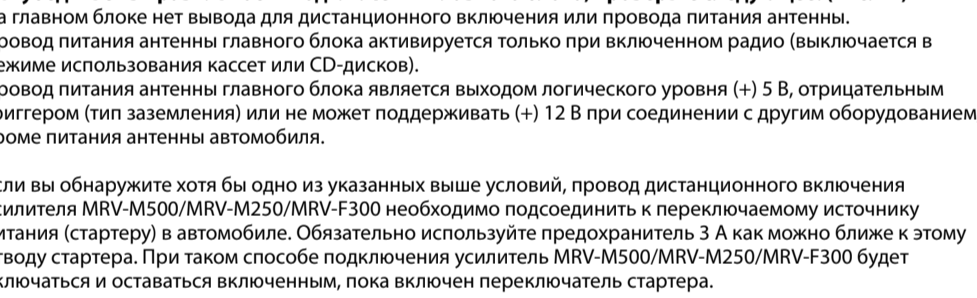 а главном блоке нет вывода для дистанционного включения или провода питания антенны.
ровод питания антенны главного блока активируется только при включенном радио (выключается в
ежиме использования кассет или CD-дисков).
ровод питания антенны главного блока является выходом логического уровня (+) 5 В, отрицательным
риггером (тип заземления) или не может поддерживать (+) 12 В при соединении с другим оборудованием
роме питания антенны автомобиля.
сли вы обнаружите хотя бы одно из указанных выше условий, провод дистанционного включения
силителя MRV-M500/MRV-M250/MRV-F300 необходимо подсоединить к переключаемому источнику
итания (стартеру) в автомобиле. Обязательно используйте предохранитель 3 А как можно ближе к этому
тводу стартера. При таком способе подключения усилитель MRV-M500/MRV-M250/MRV-F300 будет
ключаться и оставаться включенным, пока включен переключатель стартера.